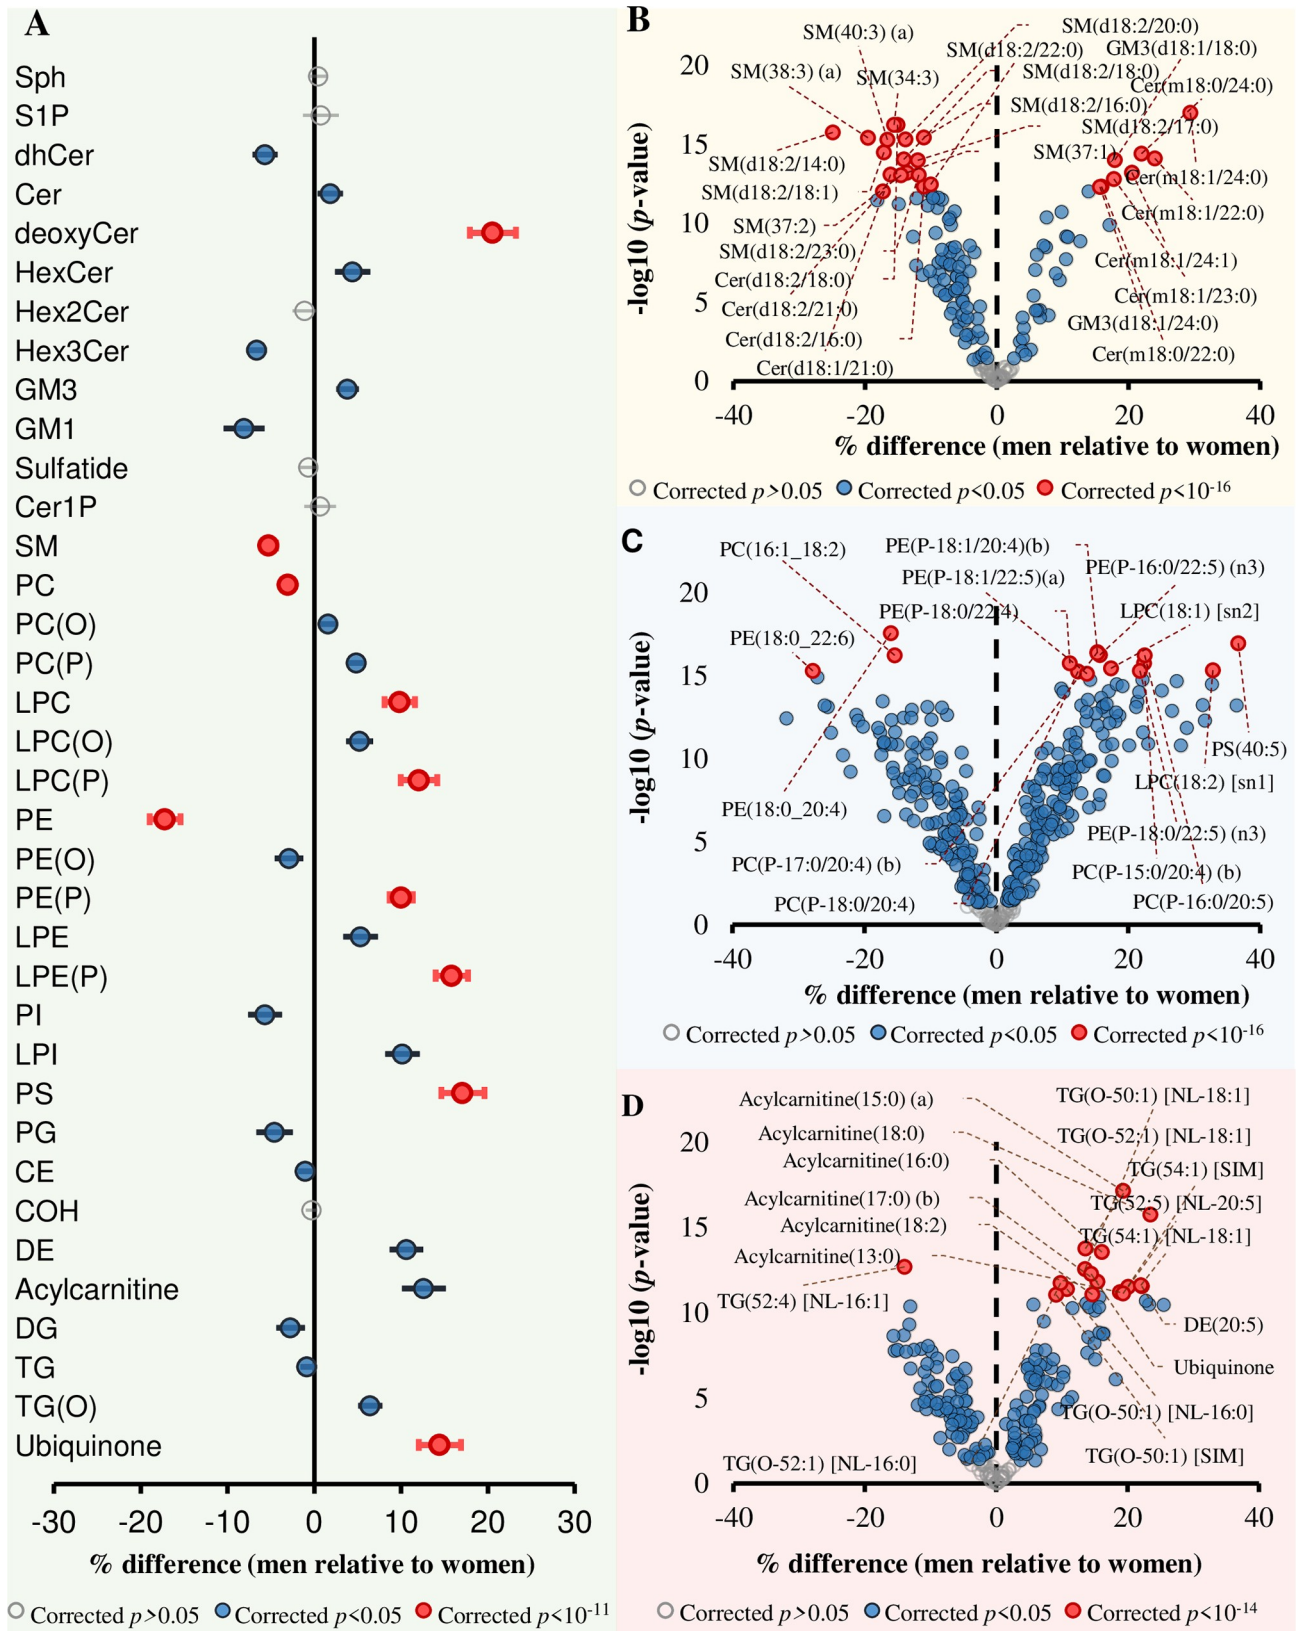 A
Sph
S1P
dhCer
Cer
deoxyCer
HexCer
Hex2Cer
Hex3Cer
GM3
GM1
Sulfatide
Cer1P
SM
PC
PC(O)
PC(P)
LPC
LPC(O)
LPC(P)
PE
PE(O)
PE(P)
LPE
LPE(P)
PI
LPI
PS
PG
CE
COH
DE
Acylcarnitine
DG
TG
TG(O)
Ubiquinone
-30 -20 -10 0 10 20 30
% difference (men relative to women)
Corrected p>0.05 Corrected p<0.05 Corrected p<10-11
B
SM(40:3) (a)
SM(38:3) (a)
SM(34:3)
SM(d18:2/20:0)
SM(d18:2/22:0)
GM3(d18:1/18:0)
SM(d18:2/18:0)
Cer(m18:0/24:0)
SM(d18:2/16:0)
SM(d18:2/17:0)
SM(37:1)
SM(d18:2/14:0)
SM(d18:2/18:1)
SM(37:2)
SM(d18:2/23:0)
Cer(d18:2/18:0)
Cer(d18:2/21:0)
Cer(d18:2/16:0)
Cer(d18:1/21:0)
Cer(m18:1/24:0)
Cer(m18:1/22:0)
Cer(m18:1/24:1)
Cer(m18:1/23:0)
GM3(d18:1/24:0)
Cer(m18:0/22:0)
20
15
10
5
0
-log10 (p-value)
-40 -20 0 20 40
% difference (men relative to women)
Corrected p>0.05 Corrected p<0.05 Corrected p<10-16
C
PC(16:1_18:2)
PE(P-18:1/20:4)(b)
PE(P-18:1/22:5)(a)
PE(P-16:0/22:5) (n3)
PE(P-18:0/22:4)
LPC(18:1) [sn2]
PE(18:0_22:6)
PS(40:5)
LPC(18:2) [sn1]
PE(18:0_20:4)
PE(P-18:0/22:5) (n3)
PC(P-17:0/20:4) (b)
PC(P-15:0/20:4) (b)
PC(P-18:0/20:4)
PC(P-16:0/20:5)
20
15
10
5
0
-log10 (p-value)
-40 -20 0 20 40
% difference (men relative to women)
Corrected p>0.05 Corrected p<0.05 Corrected p<10-16
D
Acylcarnitine(15:0) (a)
TG(O-50:1) [NL-18:1]
Acylcarnitine(18:0)
TG(O-52:1) [NL-18:1]
Acylcarnitine(16:0)
TG(54:1) [SIM]
Acylcarnitine(17:0) (b)
TG(52:5) [NL-20:5]
Acylcarnitine(18:2)
TG(54:1) [NL-18:1]
Acylcarnitine(13:0)
TG(52:4) [NL-16:1]
DE(20:5)
Ubiquinone
TG(O-50:1) [NL-16:0]
TG(O-50:1) [SIM]
TG(O-52:1) [NL-16:0]
20
15
10
5
0
-log10 (p-value)
-40 -20 0 20 40
% difference (men relative to women)
Corrected p>0.05 Corrected p<0.05 Corrected p<10-14